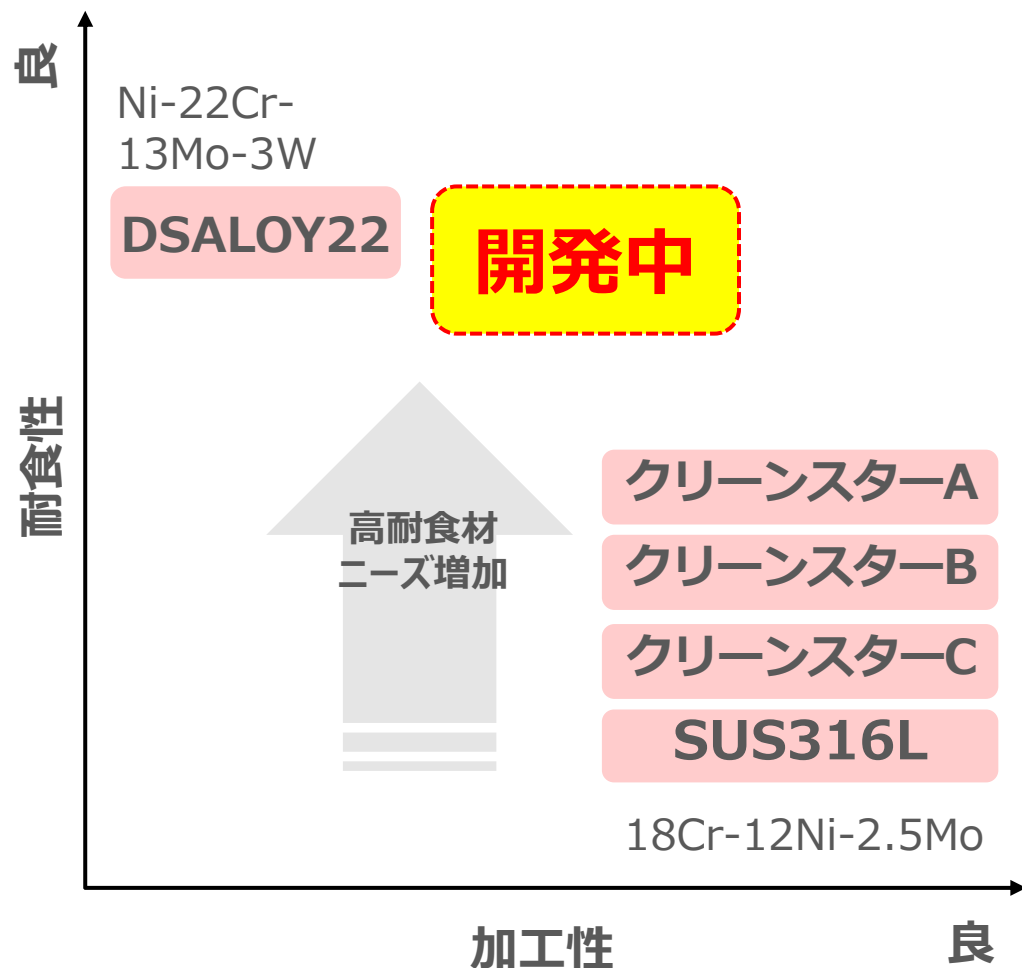 良
Ni-22Cr-
13Mo-3W
DSALOY22
開発中
耐食性
高耐食材
ニーズ増加
クリーンスターA
クリーンスターB
クリーンスターC
SUS316L
18Cr-12Ni-2.5Mo
加工性
良